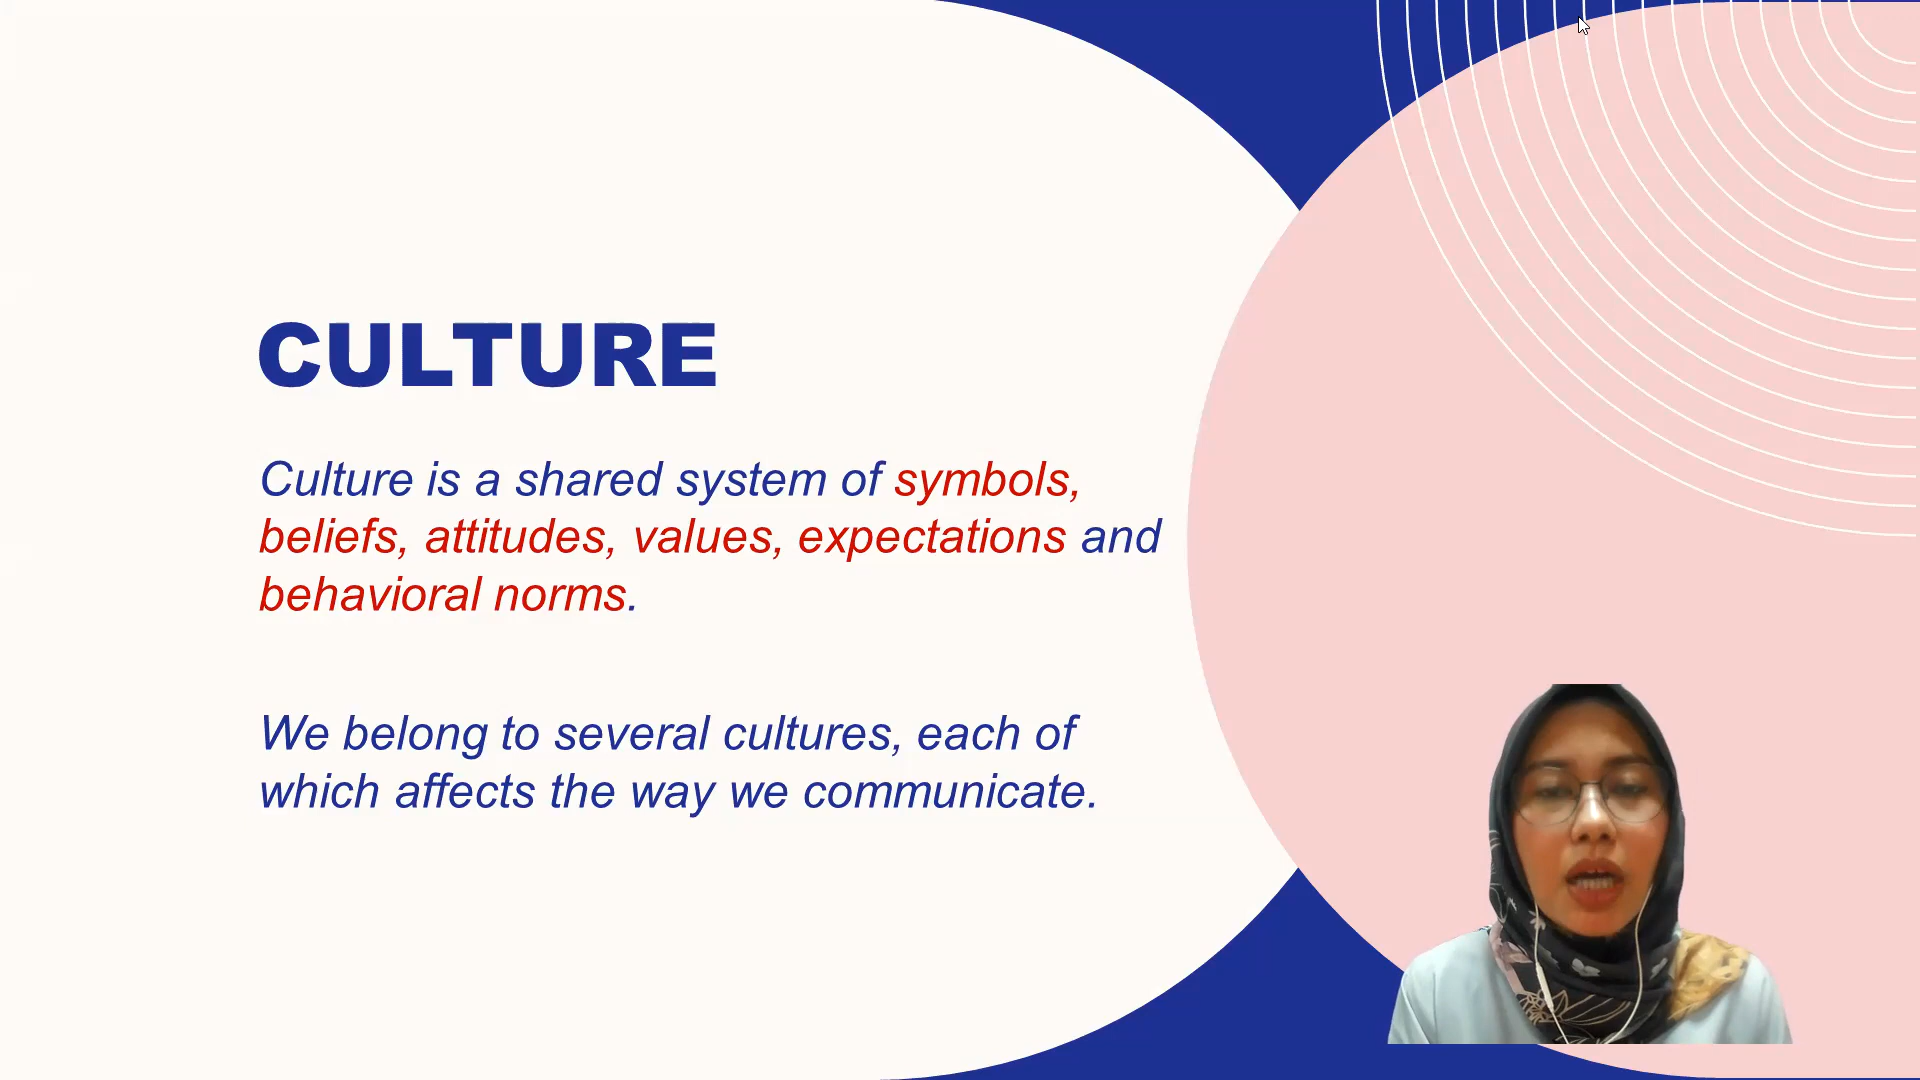 CULTURE
Culture is a shared system of symbols,
beliefs, attitudes, values, expectations and
behavioral norms.
We belong to several cultures, each of
which affects the way we communicate.